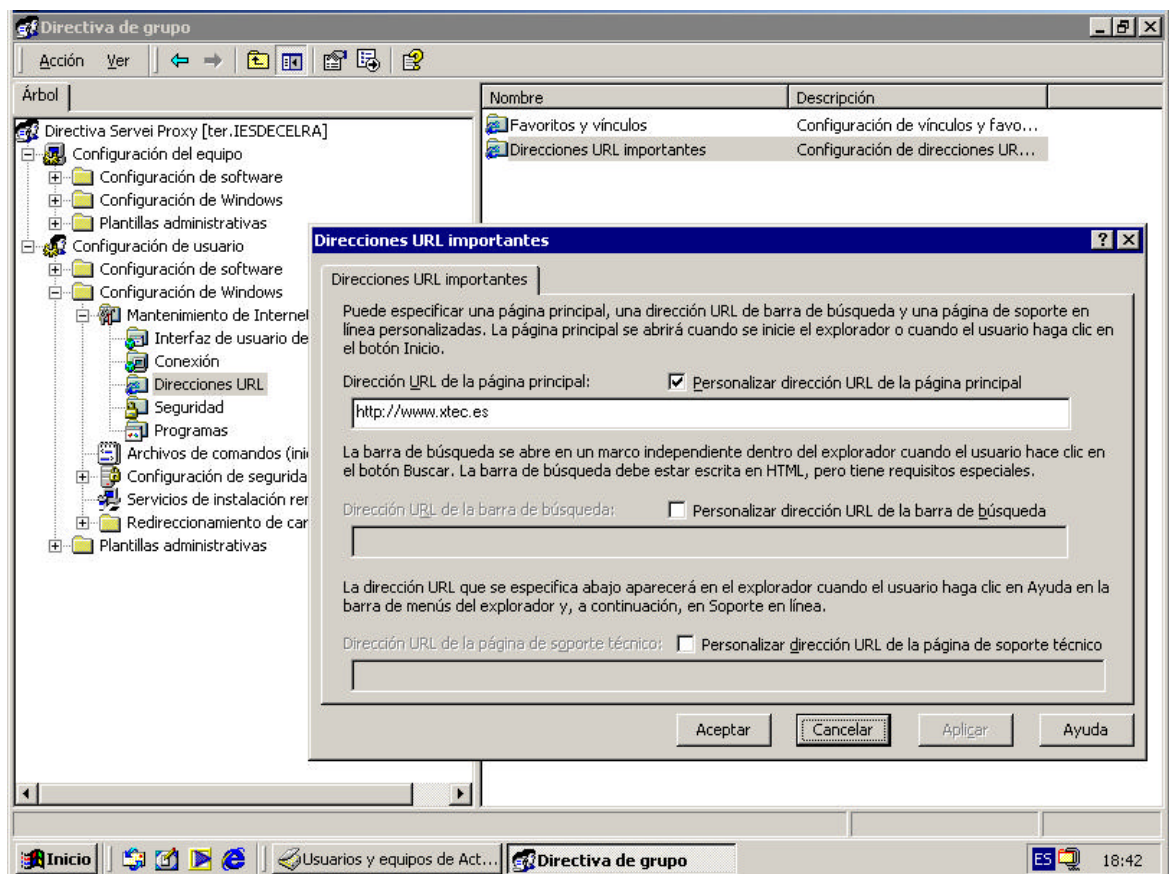 Directiva de grupo
Acción Ver
Árbol
Nombre Descripción
Directiva Servei Proxy [ter.IESDECELRA]
Configuración del equipo
Configuración de software
Configuración de Windows
Plantillas administrativas
Configuración de usuario
Configuración de software
Configuración de Windows
Mantenimiento de Internet
Interfaz de usuario de
Conexión
Direcciones URL
Seguridad
Programas
Archivos de comandos (ini
Configuración de segurida
Servicios de instalación rer
Redireccionamiento de car
Plantillas administrativas
Favoritos y vínculos Configuración de vínculos y favo...
Direcciones URL importantes Configuración de direcciones UR...
Direcciones URL importantes
Direcciones URL importantes
Puede especificar una página principal, una dirección URL de barra de búsqueda y una página de soporte en
línea personalizadas. La página principal se abrirá cuando se inicie el explorador o cuando el usuario haga clic en
el botón Inicio.
Dirección URL de la página principal: Personalizar dirección URL de la página principal
http://www.xtec.es
La barra de búsqueda se abre en un marco independiente dentro del explorador cuando el usuario hace clic en
el botón Buscar. La barra de búsqueda debe estar escrita en HTML, pero tiene requisitos especiales.
Dirección URL de la barra de búsqueda: Personalizar dirección URL de la barra de búsqueda
La dirección URL que se especifica abajo aparecerá en el explorador cuando el usuario haga clic en Ayuda en la
barra de menús del explorador y, a continuación, en Soporte en línea.
Dirección URL de la página de soporte técnico: Personalizar dirección URL de la página de soporte técnico
Aceptar Cancelar Aplicar Ayuda
Inicio Usuarios y equipos de Act... Directiva de grupo ES 18:42